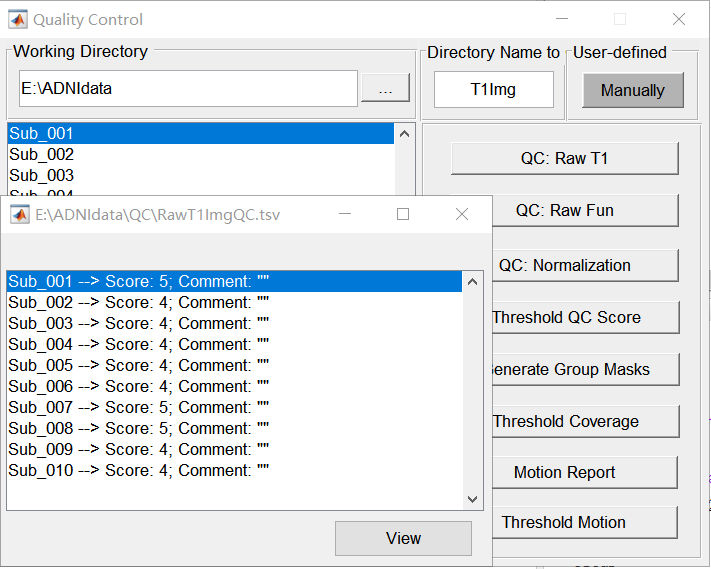 Quality Control
Working Directory
Directory Name to
User-defined
E:\ADNIdata
...
T1Img
Manually
Sub_001
Sub_002
Sub_003
QC: Raw T1
QC: Raw Fun
QC: Normalization
Threshold QC Score
Generate Group Masks
Threshold Coverage
Motion Report
Threshold Motion
E:\ADNIdata\QC\RawT1ImgQC.tsv
Sub_001 --> Score: 5; Comment: ""
Sub_002 --> Score: 4; Comment: ""
Sub_003 --> Score: 4; Comment: ""
Sub_004 --> Score: 4; Comment: ""
Sub_005 --> Score: 4; Comment: ""
Sub_006 --> Score: 4; Comment: ""
Sub_007 --> Score: 5; Comment: ""
Sub_008 --> Score: 5; Comment: ""
Sub_009 --> Score: 4; Comment: ""
Sub_010 --> Score: 4; Comment: ""
View